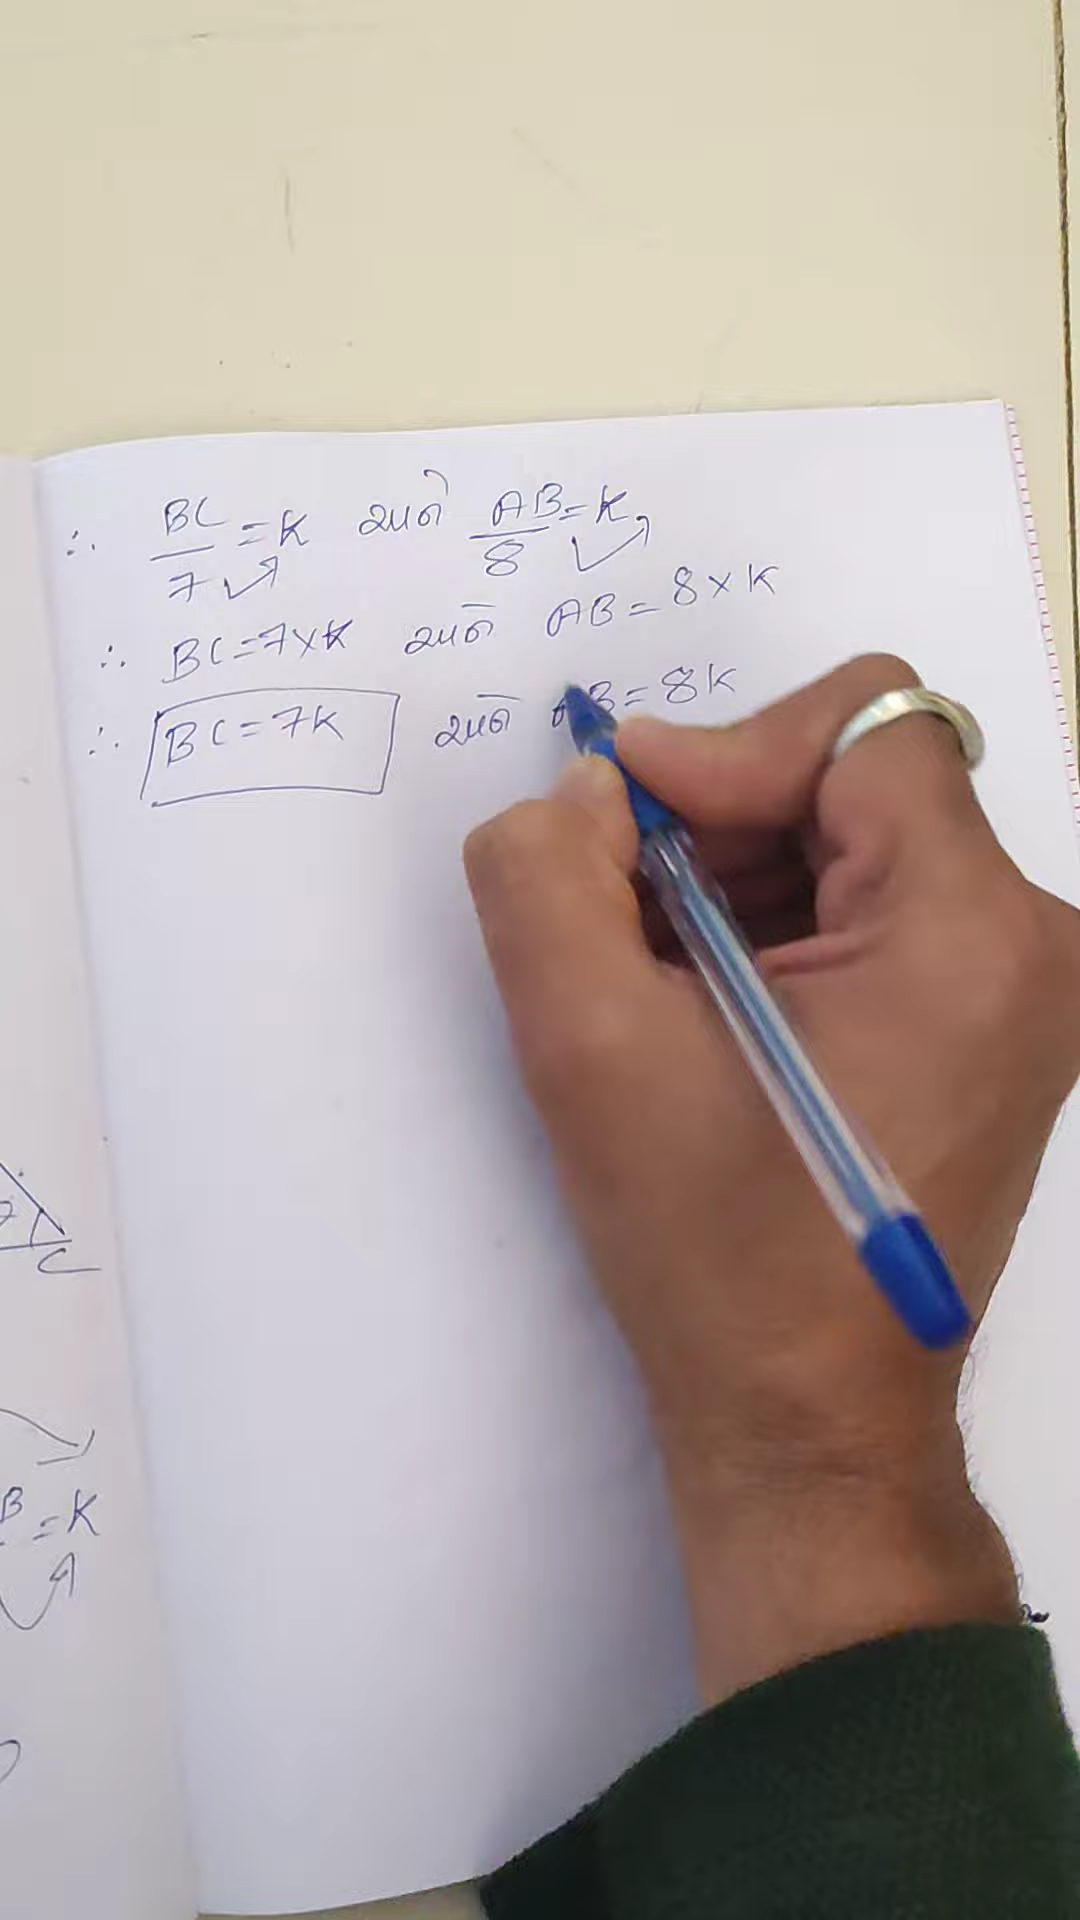 ∴ BC/7 = K અને AB/8 = K
∴ BC = 7 × K અને AB = 8 × K
∴ BC = 7K અને AB = 8K
C
B = K